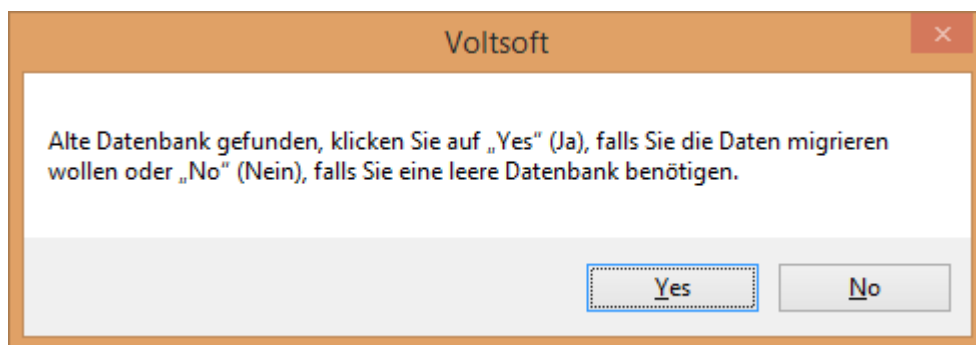 Voltsoft
Alte Datenbank gefunden, klicken Sie auf „Yes“ (Ja), falls Sie die Daten migrieren
wollen oder „No“ (Nein), falls Sie eine leere Datenbank benötigen.
Yes
No